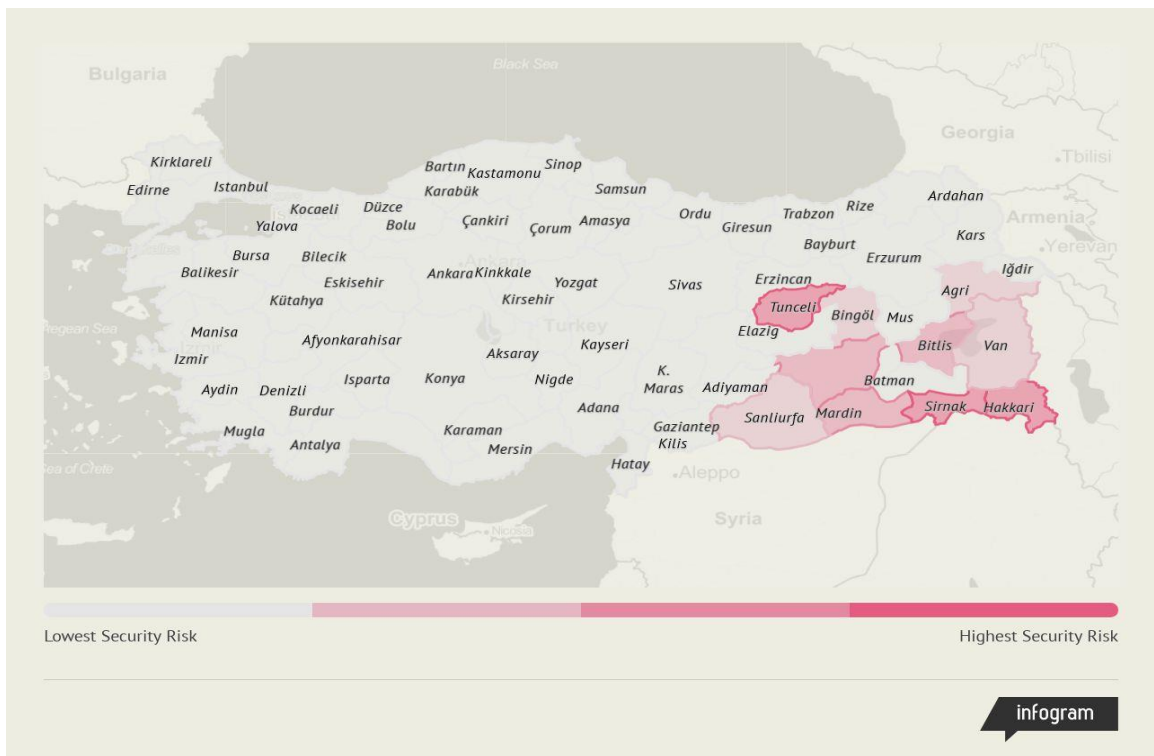 Black Sea
Bulgaria
Georgia
Tbilisi
Kirklareli
Bartın
Kastamonu
Sinop
Edirne
Istanbul
Karabük
Samsun
Ardahan
Kocaeli
Düzce
Ordu
Trabzon
Rize
Armenia
Yalova
Bolu
Çankiri
Çorum
Amasya
Giresun
Kars
Bayburt
Yerevan
Bursa
Bilecik
Erzurum
Balikesir
Ankara
Ankara
Kinkkale
Iğdir
Eskisehir
Yozgat
Sivas
Erzincan
Agri
Kütahya
Kirsehir
Tunceli
Bingöl
Mus
Aegean Sea
Manisa
Turkey
Elazig
Izmir
Afyonkarahisar
Kayseri
Bitlis
Van
Izmir
Aksaray
Isparta
Konya
Nigde
K.
Maras
Adiyaman
Batman
Aydin
Denizli
Burdur
Adana
Sanliurfa
Mardin
Sirnak
Hakkari
Mugla
Antalya
Karaman
Mersin
Gaziantep
Kilis
Sea of Crete
Hatay
Aleppo
Cyprus
Nicosia
Syria
Lowest Security Risk
Highest Security Risk
infogram